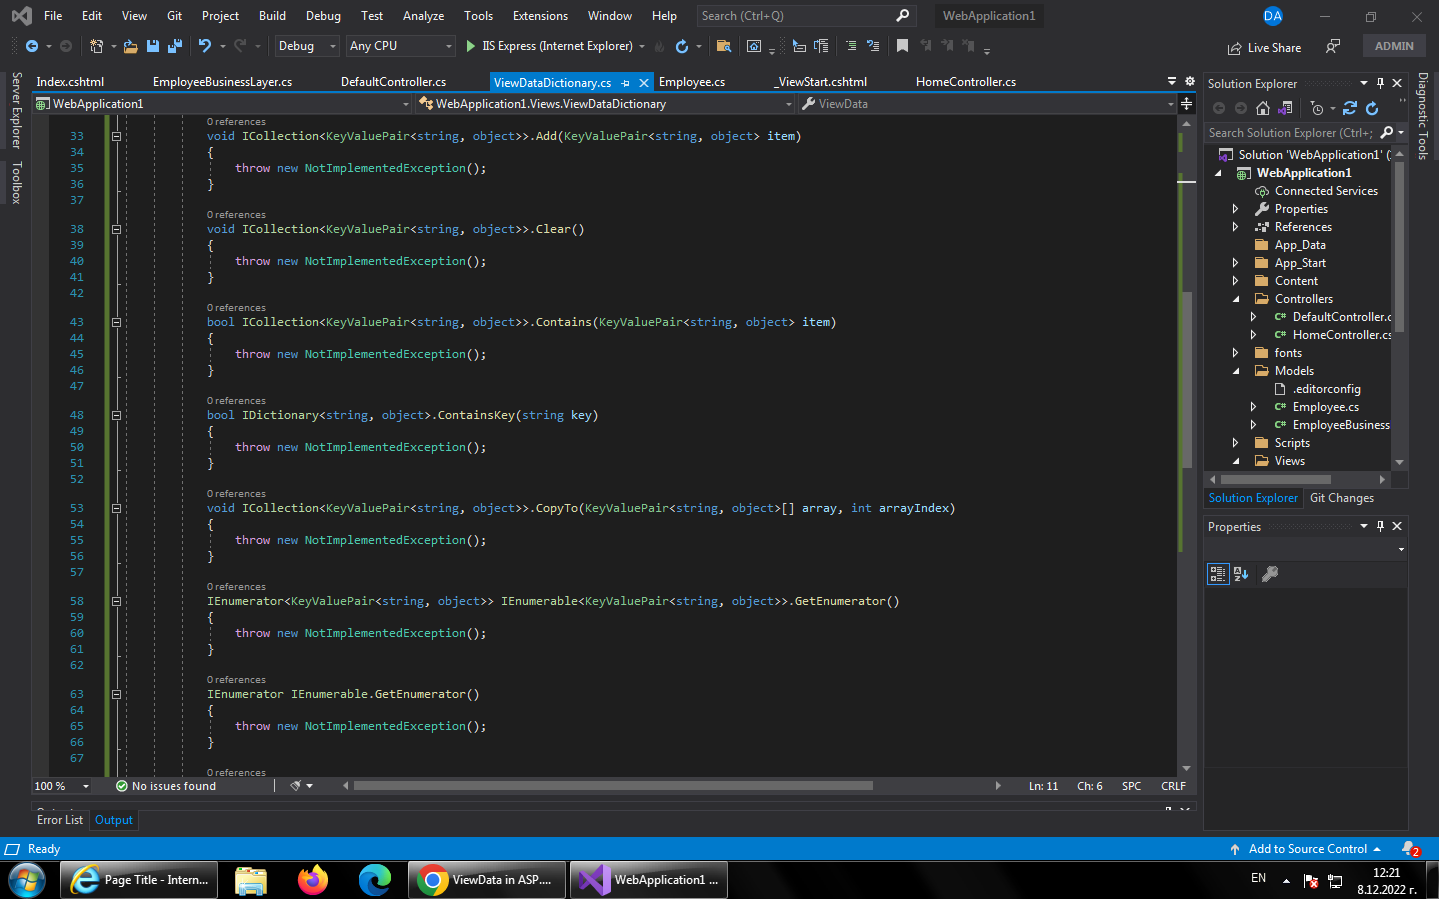 File Edit View Git Project Build Debug Test Analyze Tools Extensions Window Help Search (Ctrl+Q) WebApplication1 DA
Debug Any CPU IIS Express (Internet Explorer) Live Share ADMIN
Index.cshtml EmployeeBusinessLayer.cs DefaultController.cs ViewDataDictionary.cs Employee.cs _ViewStart.cshtml HomeController.cs
WebApplication1 WebApplication1.Views.ViewDataDictionary ViewData
Server Explorer
Toolbox
0 references
33 void ICollection<KeyValuePair<string, object>>.Add(KeyValuePair<string, object> item)
34 {
35 throw new NotImplementedException();
36 }
37
0 references
38 void ICollection<KeyValuePair<string, object>>.Clear()
39 {
40 throw new NotImplementedException();
41 }
42
0 references
43 bool ICollection<KeyValuePair<string, object>>.Contains(KeyValuePair<string, object> item)
44 {
45 throw new NotImplementedException();
46 }
47
0 references
48 bool IDictionary<string, object>.ContainsKey(string key)
49 {
50 throw new NotImplementedException();
51 }
52
0 references
53 void ICollection<KeyValuePair<string, object>>.CopyTo(KeyValuePair<string, object>[] array, int arrayIndex)
54 {
55 throw new NotImplementedException();
56 }
57
0 references
58 IEnumerator<KeyValuePair<string, object>> IEnumerable<KeyValuePair<string, object>>.GetEnumerator()
59 {
60 throw new NotImplementedException();
61 }
62
0 references
63 IEnumerator IEnumerable.GetEnumerator()
64 {
65 throw new NotImplementedException();
66 }
67
0 references
100 % No issues found Ln: 11 Ch: 6 SPC CRLF
Error List Output
Solution Explorer
Search Solution Explorer (Ctrl+;
Solution 'WebApplication1' (
WebApplication1
Connected Services
Properties
References
App_Data
App_Start
Content
Controllers
C# DefaultController.c
C# HomeController.cs
fonts
Models
.editorconfig
C# Employee.cs
C# EmployeeBusiness
Scripts
Views
Solution Explorer Git Changes
Properties
Diagnostic Tools
Ready Add to Source Control 2
Page Title - Intern... ViewData in ASP.... WebApplication1 ... EN 12:21
8.12.2022 г.